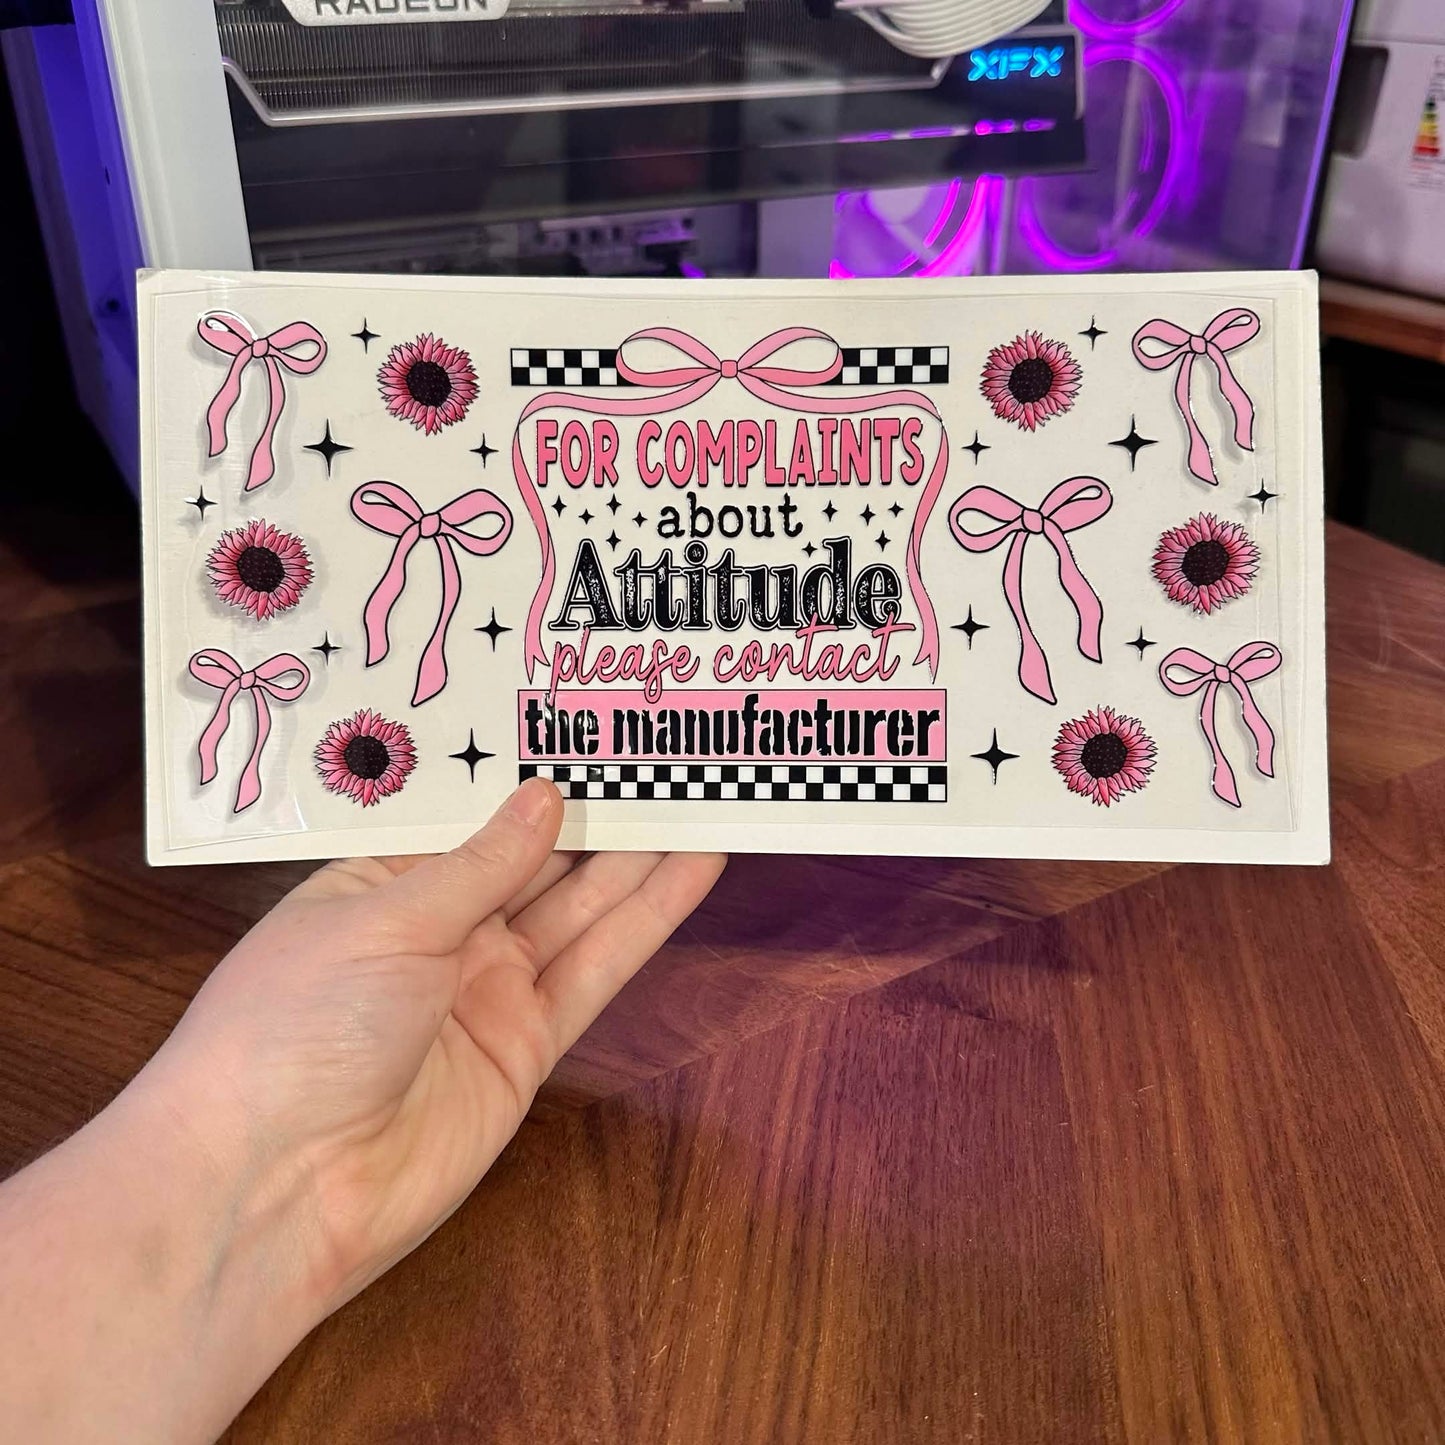 RADEON
XFX
FOR COMPLAINTS
about
Attitude
please contact
the manufacturer